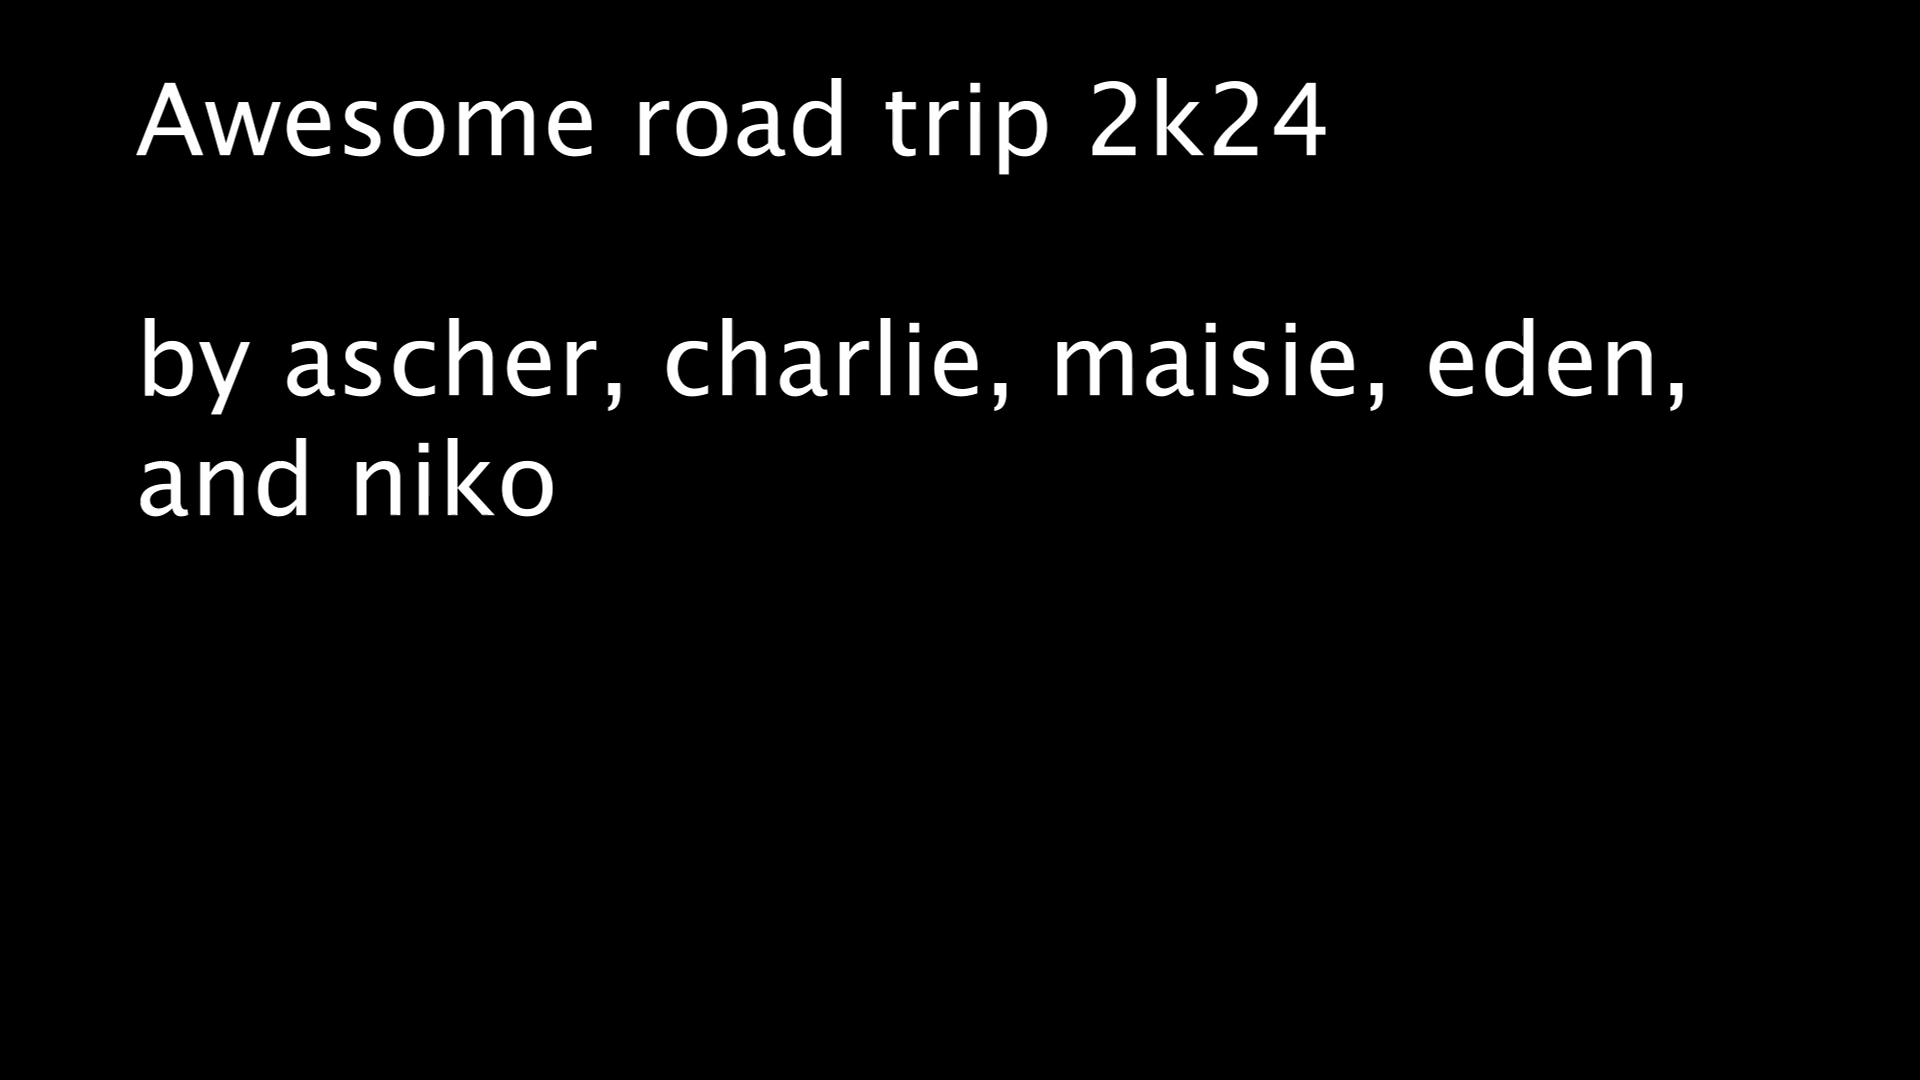 Awesome road trip 2k24
by ascher, charlie, maisie, eden,
and niko